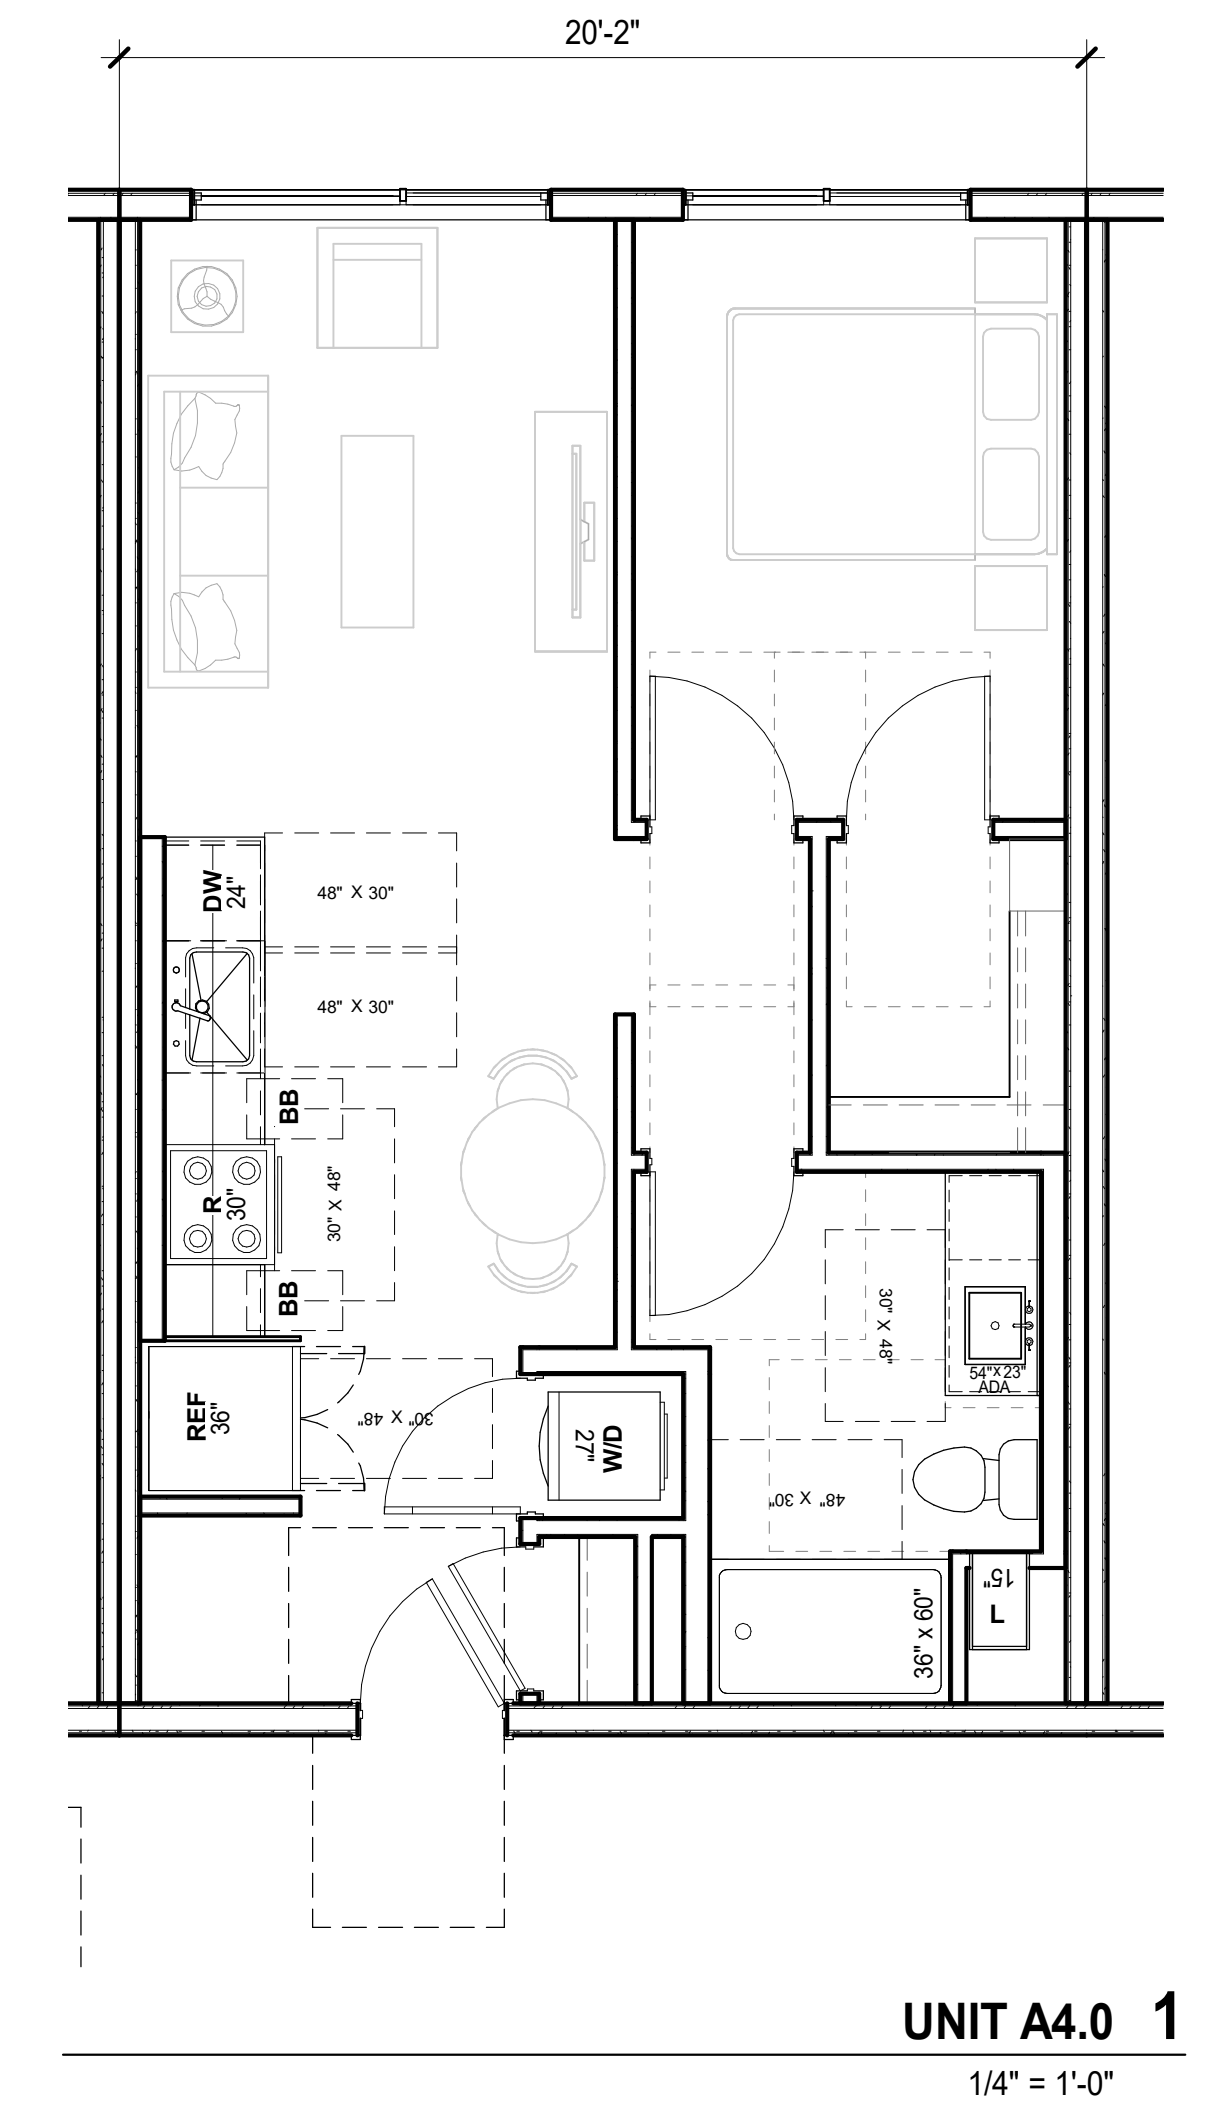 20'-2"
DW
24"
48" X 30"
48" X 30"
BB
R
30"
30" X 48"
BB
REF
36"
30" X 48"
W/D
27"
30" X 48"
54"x 23"
ADA
48" X 30"
36" x 60"
15"
L
UNIT A4.0 1
1/4" = 1'-0"